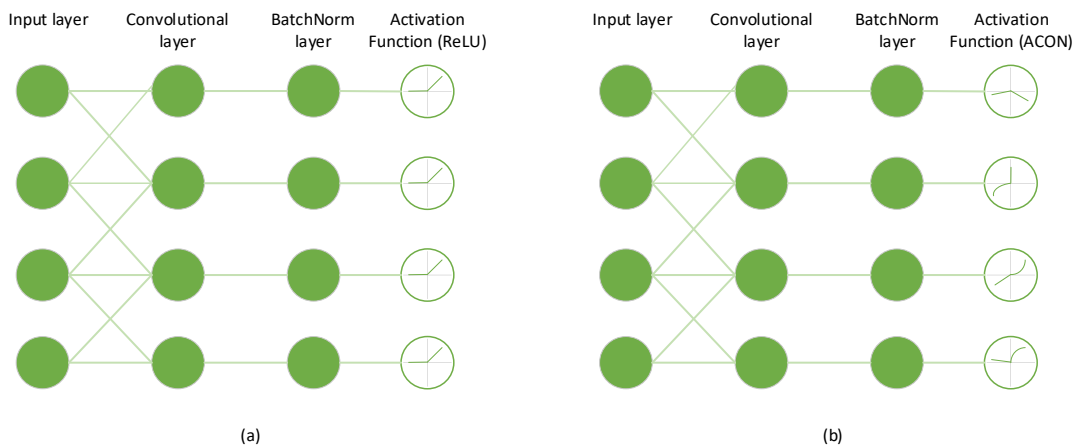 Input layer
Convolutional
layer
BatchNorm
layer
Activation
Function (ReLU)
Input layer
Convolutional
layer
BatchNorm
layer
Activation
Function (ACON)
(a)
(b)